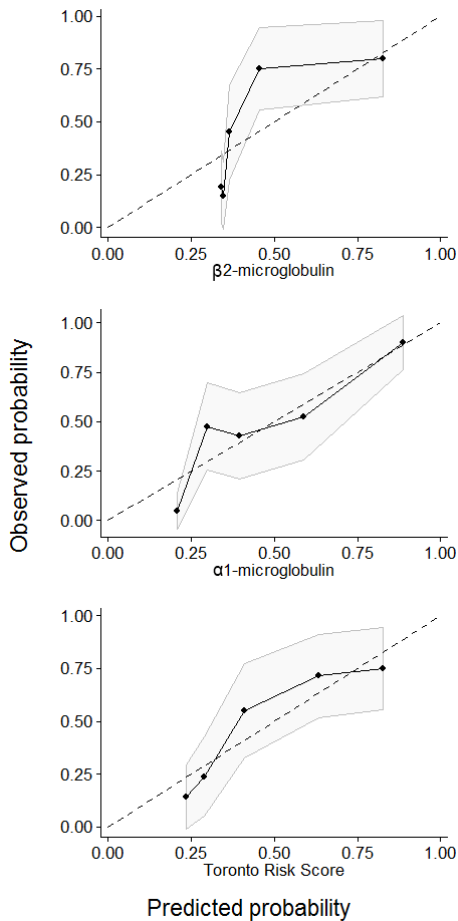 1.00
0.75
0.50
0.25
0.00
0.00 0.25 0.50 0.75 1.00
β2-microglobulin
1.00
0.75
0.50
0.25
0.00
0.00 0.25 0.50 0.75 1.00
α1-microglobulin
Observed probability
1.00
0.75
0.50
0.25
0.00
0.00 0.25 0.50 0.75 1.00
Toronto Risk Score
Predicted probability